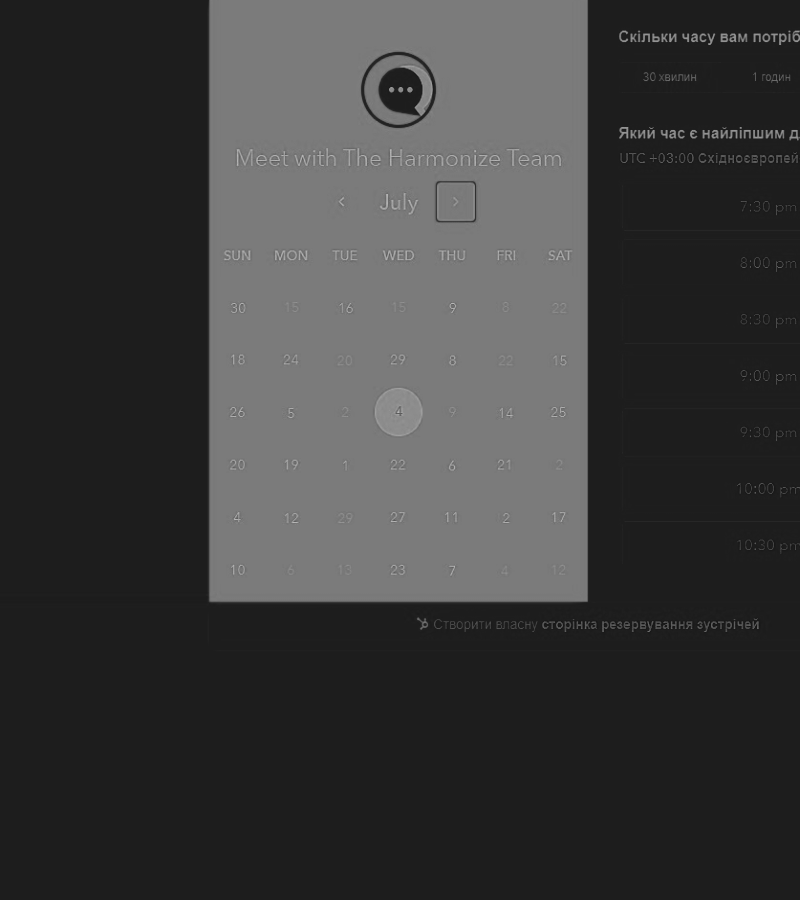 Meet with The Harmonize Team
‹ July ›
SUN MON TUE WED THU FRI SAT
30 15 16 15 9 8 22
18 24 20 29 8 22 15
26 5 2 4 9 14 25
20 19 1 22 6 21 2
4 12 29 27 11 2 17
10 6 13 23 7 4 12
Скільки часу вам потріб
30 хвилин 1 годин
Який час є найліпшим д
UTC +03:00 Східноєвропей
7:30 pm
8:00 pm
8:30 pm
9:00 pm
9:30 pm
10:00 pm
10:30 pm
Створити власну сторінка резервування зустрічей